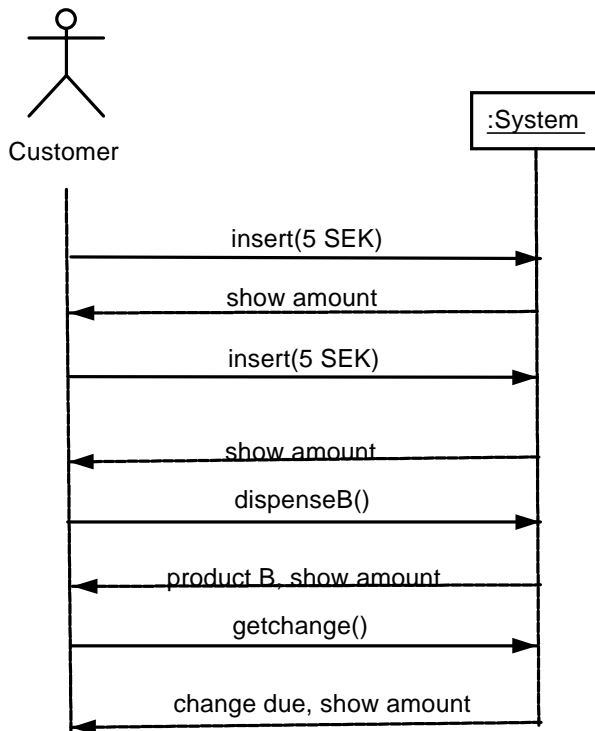 :System
Customer
insert(5 SEK)
show amount
insert(5 SEK)
show amount
dispenseB()
product B, show amount
getchange()
change due, show amount